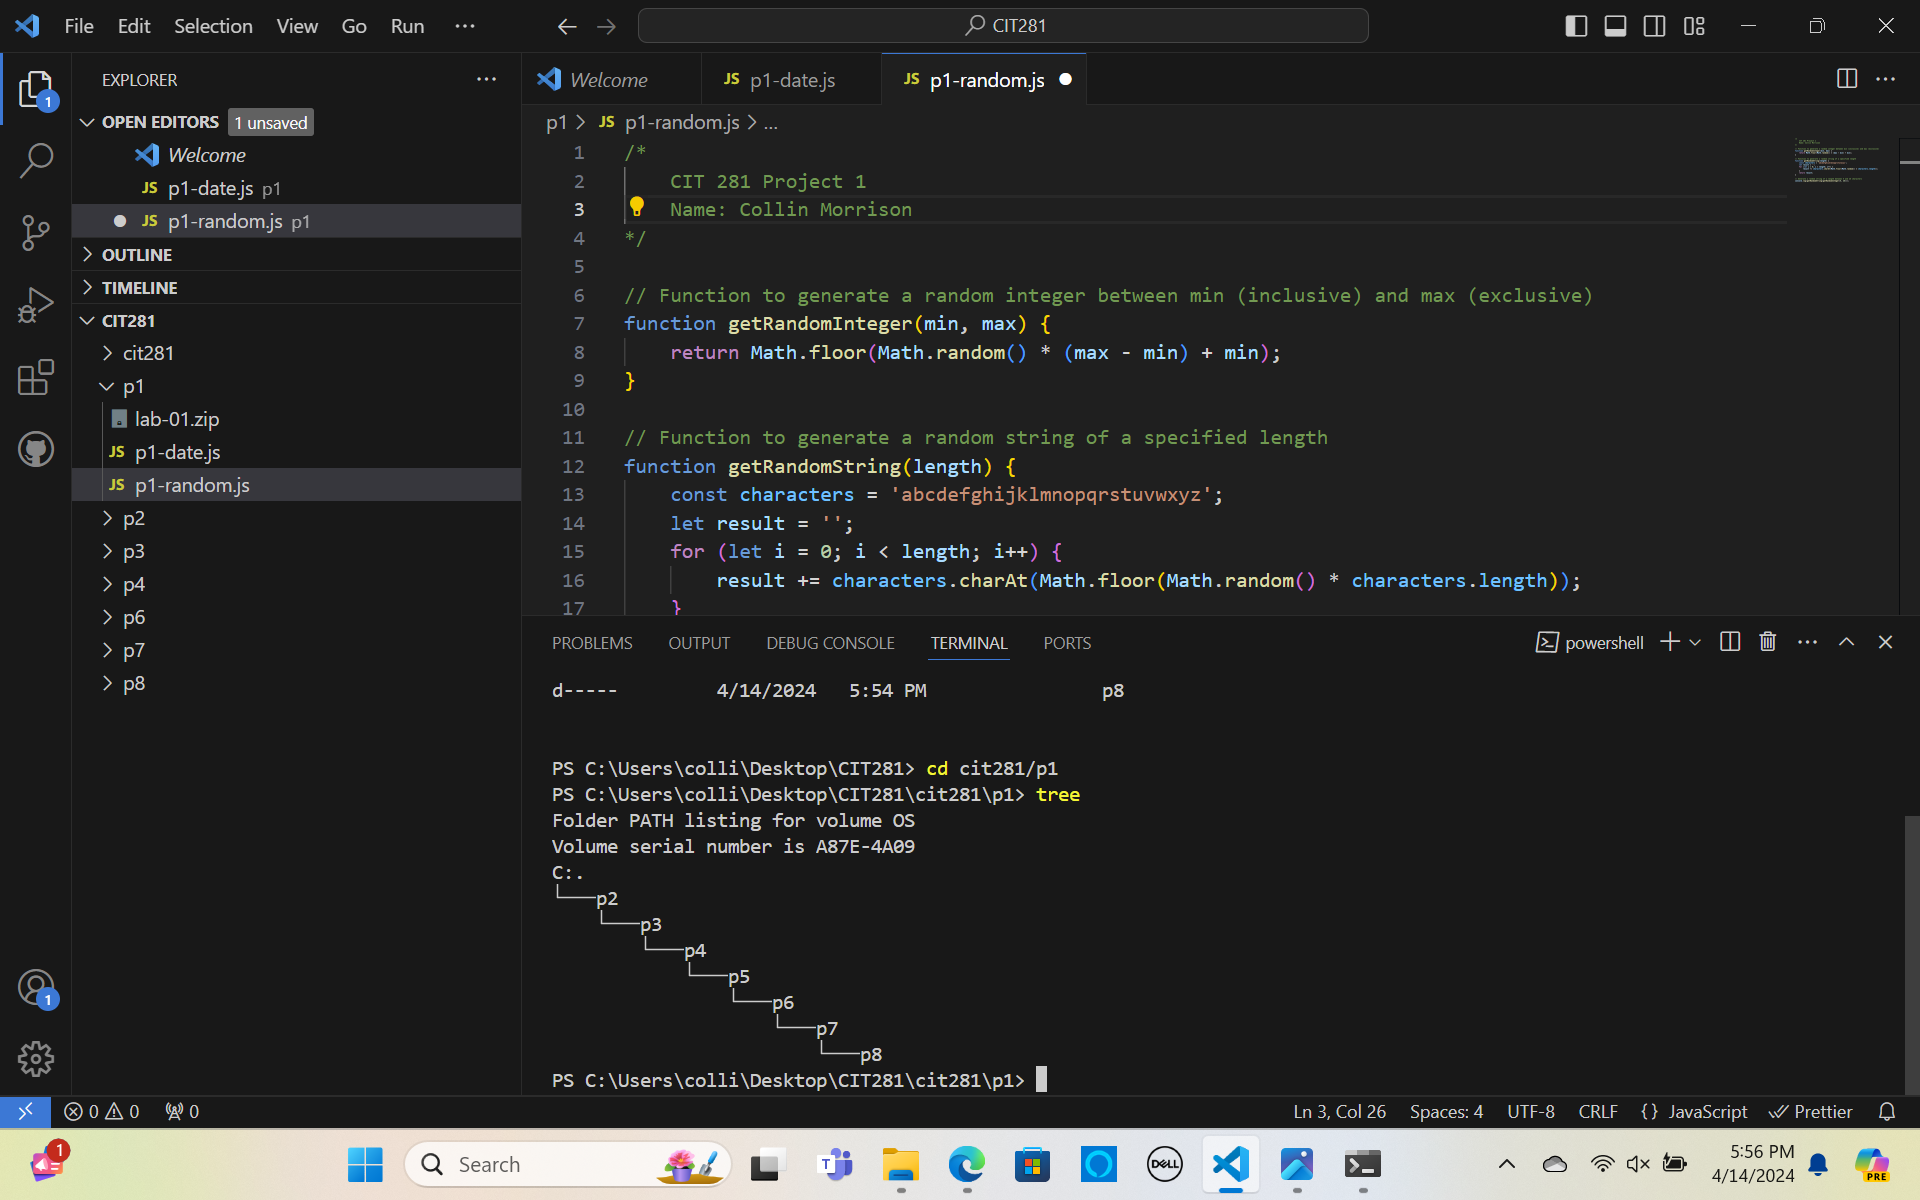 File Edit Selection View Go Run ···
CIT281
EXPLORER ···
OPEN EDITORS 1 unsaved
Welcome
JS p1-date.js p1
JS p1-random.js p1
OUTLINE
TIMELINE
CIT281
cit281
p1
lab-01.zip
JS p1-date.js
JS p1-random.js
p2
p3
p4
p6
p7
p8
1
1
Welcome JS p1-date.js JS p1-random.js
p1 > JS p1-random.js > ...
1 /*
2 CIT 281 Project 1
3 Name: Collin Morrison
4 */
5
6 // Function to generate a random integer between min (inclusive) and max (exclusive)
7 function getRandomInteger(min, max) {
8 return Math.floor(Math.random() * (max - min) + min);
9 }
10
11 // Function to generate a random string of a specified length
12 function getRandomString(length) {
13 const characters = 'abcdefghijklmnopqrstuvwxyz';
14 let result = '';
15 for (let i = 0; i < length; i++) {
16 result += characters.charAt(Math.floor(Math.random() * characters.length));
17 }
PROBLEMS OUTPUT DEBUG CONSOLE TERMINAL PORTS powershell
d----- 4/14/2024 5:54 PM p8
PS C:\Users\colli\Desktop\CIT281> cd cit281/p1
PS C:\Users\colli\Desktop\CIT281\cit281\p1> tree
Folder PATH listing for volume OS
Volume serial number is A87E-4A09
C:.
└───p2
└───p3
└───p4
└───p5
└───p6
└───p7
└───p8
PS C:\Users\colli\Desktop\CIT281\cit281\p1>
0 0 0 Ln 3, Col 26 Spaces: 4 UTF-8 CRLF {} JavaScript Prettier
1
Search
T
DELL
5:56 PM
4/14/2024
PRE